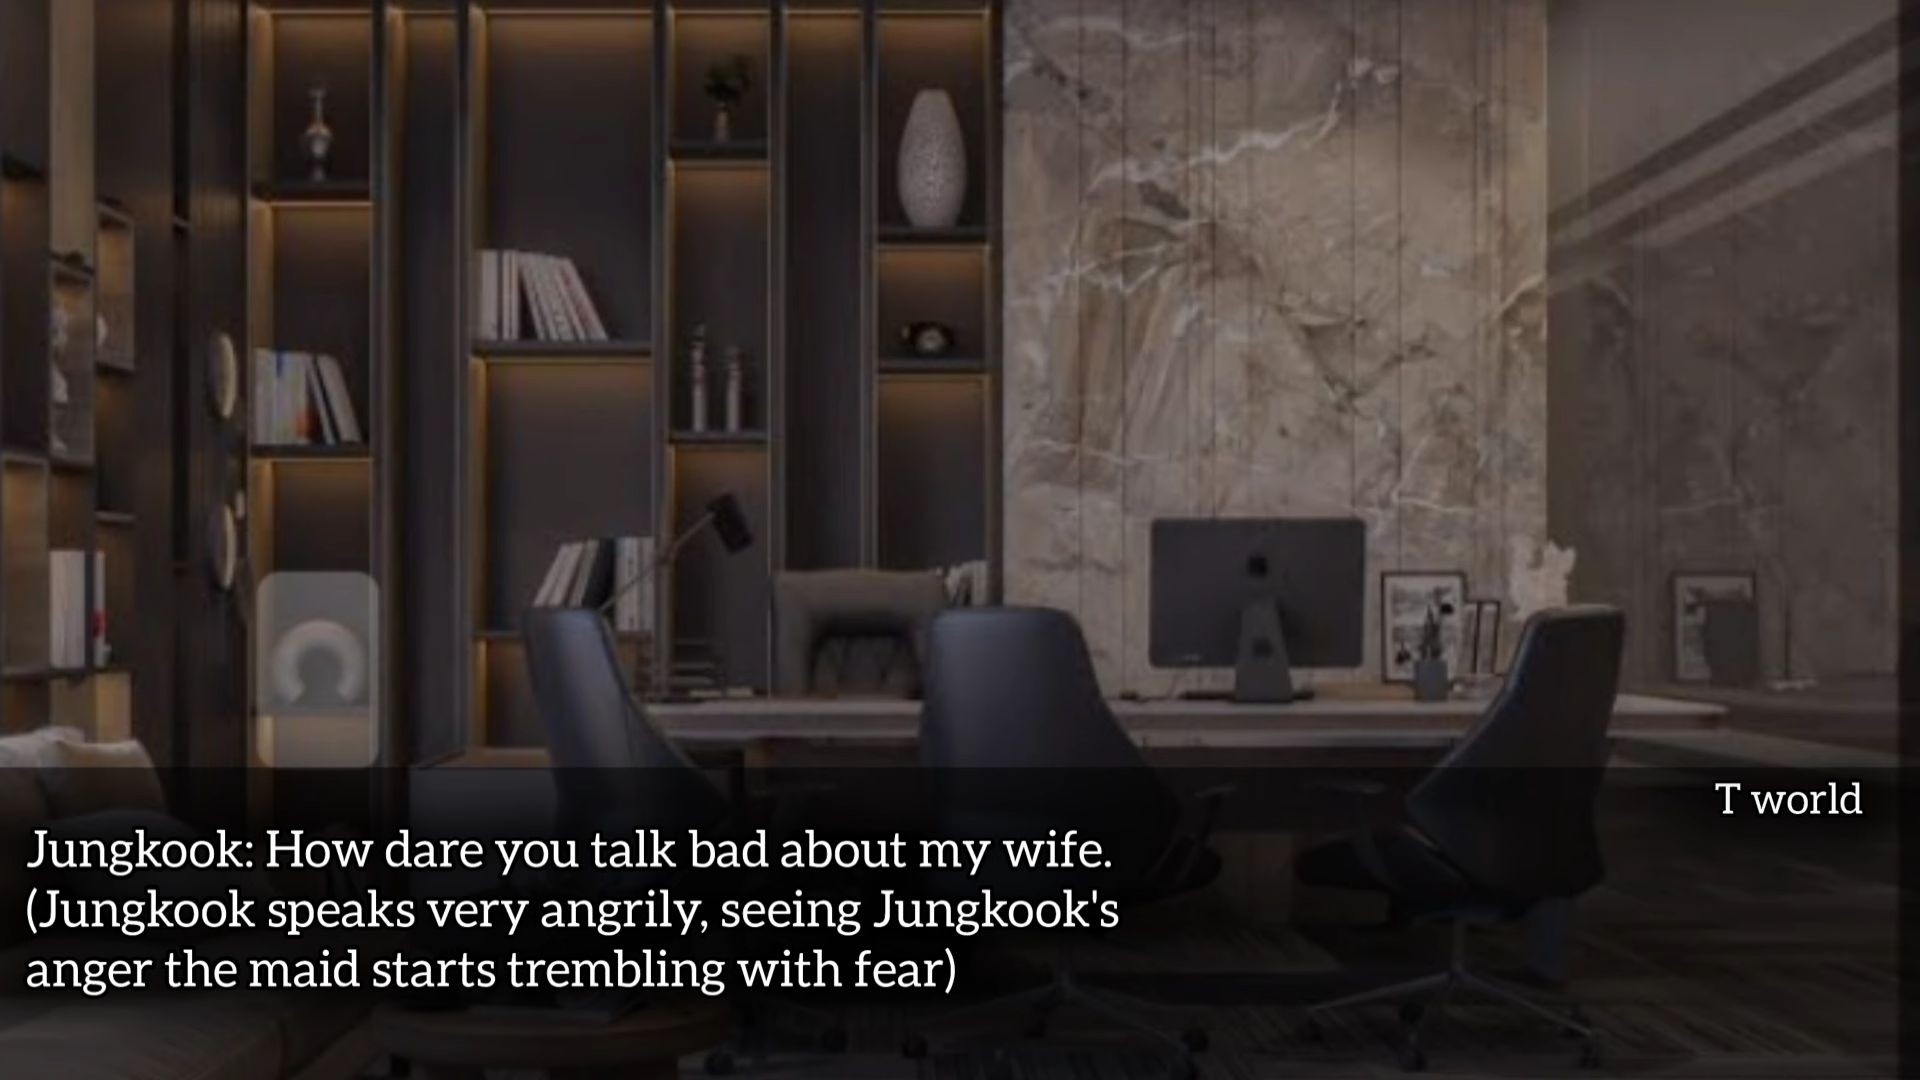 T world
Jungkook: How dare you talk bad about my wife.
(Jungkook speaks very angrily, seeing Jungkook's
anger the maid starts trembling with fear)